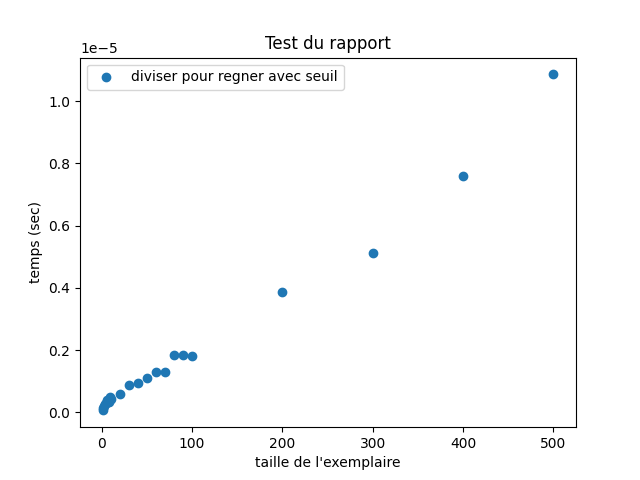 Test du rapport
1e−5
diviser pour regner avec seuil
1.0
0.8
0.6
0.4
0.2
0.0
temps (sec)
0 100 200 300 400 500
taille de l'exemplaire